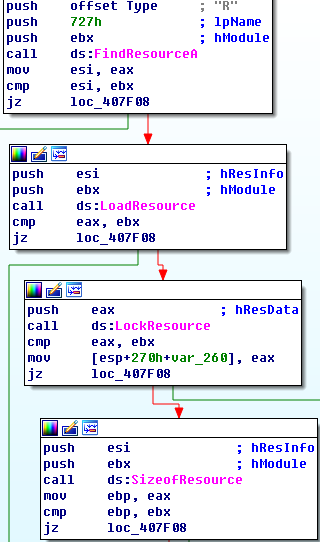 push offset Type ; "R"
push 727h ; lpName
push ebx ; hModule
call ds:FindResourceA
mov esi, eax
cmp esi, ebx
jz loc_407F08
push esi ; hResInfo
push ebx ; hModule
call ds:LoadResource
cmp eax, ebx
jz loc_407F08
push eax ; hResData
call ds:LockResource
cmp eax, ebx
mov [esp+270h+var_260], eax
jz loc_407F08
push esi ; hResInfo
push ebx ; hModule
call ds:SizeofResource
mov ebp, eax
cmp ebp, ebx
jz loc_407F08